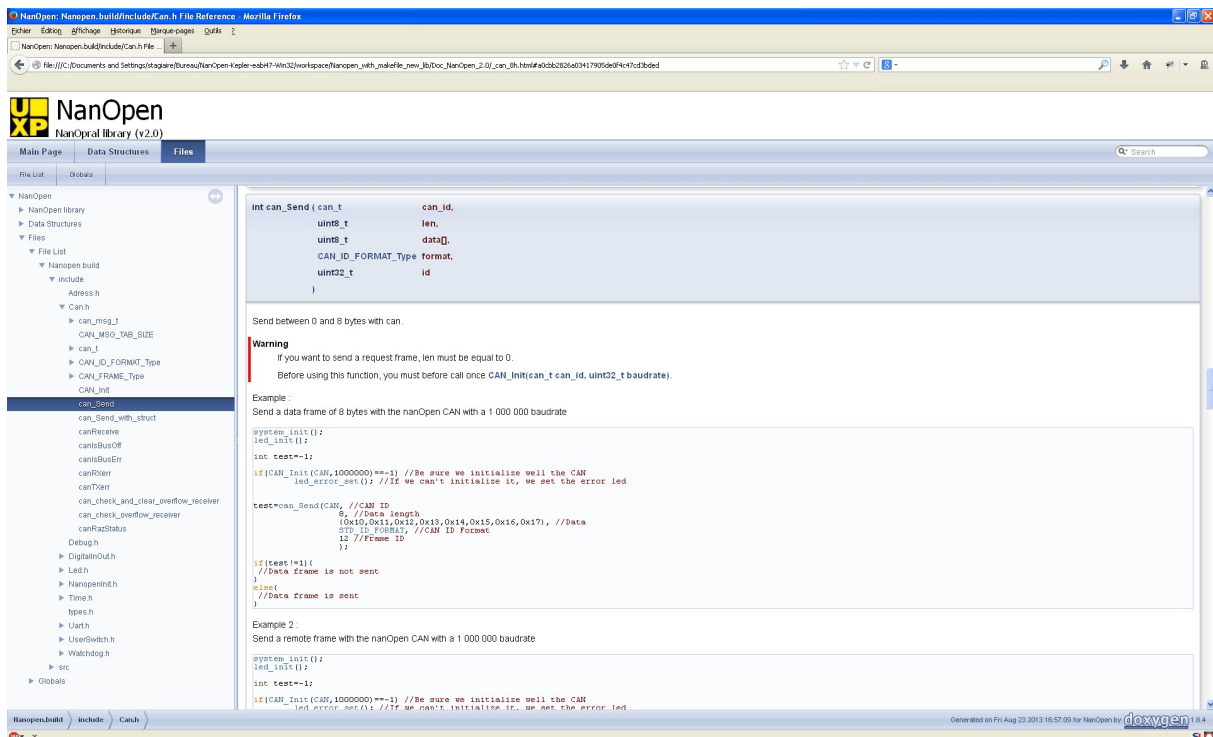 NanOpen: Nanopen.build/include/Can.h File Reference - Mozilla Firefox
Fichier Édition Affichage Historique Marque-pages Outils ?
NanOpen: Nanopen.build/include/Can.h File ... +
file:///C:/Documents and Settings/stagiaire/Bureau/NanOpen-Kepler-eabi47-Win32/workspace/Nanopen_with_makefile_new_lib/Doc_NanOpen_2.0/_can_8h.html#a0cbb2826a03417905de0f4c47cd3bded
UXP
NanOpen
NanOpral library (v2.0)
Main Page Data Structures Files
Search
File List Globals
NanOpen
NanOpen library
Data Structures
Files
File List
Nanopen.build
include
Adress.h
Can.h
can_msg_t
CAN_MSG_TAB_SIZE
can_t
CAN_ID_FORMAT_Type
CAN_FRAME_Type
CAN_Init
can_Send
can_Send_with_struct
canReceive
canIsBusOff
canIsBusErr
canRXerr
canTXerr
can_check_and_clear_overflow_receiver
can_check_overflow_receiver
canRazStatus
Debug.h
DigitalInOut.h
Led.h
NanopenInit.h
Time.h
types.h
Uart.h
UserSwitch.h
Watchdog.h
src
Globals
int can_Send ( can_t can_id,
uint8_t len,
uint8_t data[],
CAN_ID_FORMAT_Type format,
uint32_t id
)
Send between 0 and 8 bytes with can.
Warning
If you want to send a request frame, len must be equal to 0.
Before using this function, you must before call once CAN_Init(can_t can_id, uint32_t baudrate).
Example :
Send a data frame of 8 bytes with the nanOpen CAN with a 1 000 000 baudrate
system_init();
led_init();
int test=-1;
if(CAN_Init(CAN,1000000)==-1) //Be sure we initialize well the CAN
led_error_set(); //If we can't initialize it, we set the error led
test=can_Send(CAN, //CAN ID
8, //Data length
{0x10,0x11,0x12,0x13,0x14,0x15,0x16,0x17}, //Data
STD_ID_FORMAT, //CAN ID Format
12 //Frame ID
);
if(test!=1){
//Data frame is not sent
}
else{
//Data frame is sent
}
Example 2 :
Send a remote frame with the nanOpen CAN with a 1 000 000 baudrate
system_init();
led_init();
int test=-1;
if(CAN_Init(CAN,1000000)==-1) //Be sure we initialize well the CAN
led_error_set(); //If we can't initialize it, we set the error led
Nanopen.build include Can.h
Generated on Fri Aug 23 2013 16:57:09 for NanOpen by doxygen 1.8.4